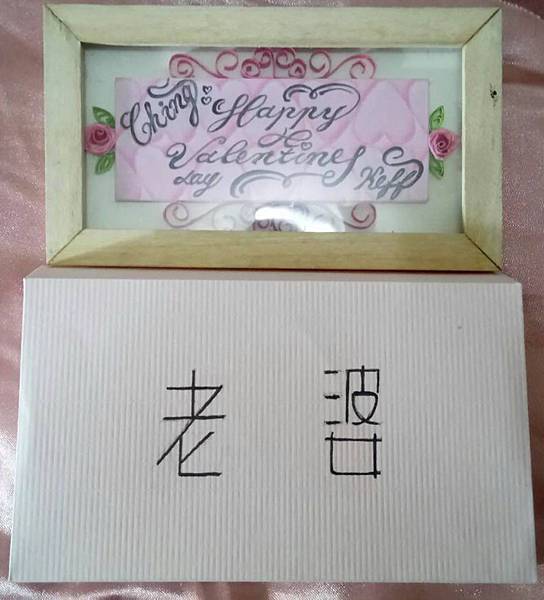 Ching: Happy
Valentines
day Keff
老 婆